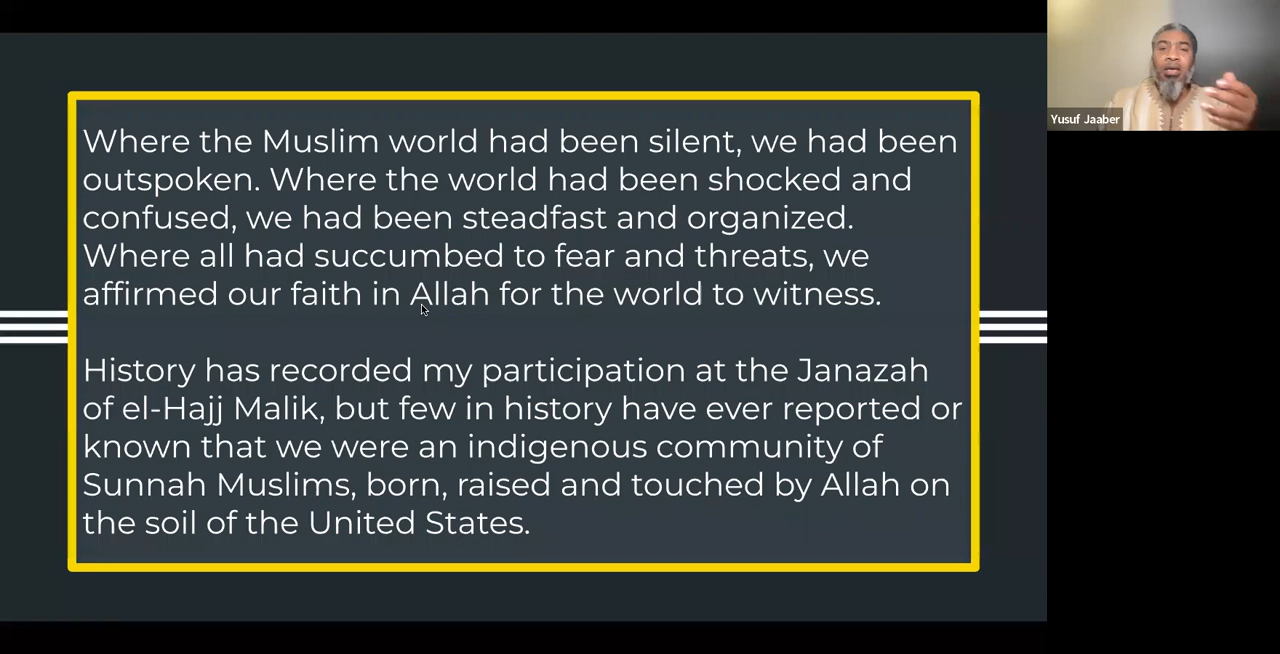 Where the Muslim world had been silent, we had been
outspoken. Where the world had been shocked and
confused, we had been steadfast and organized.
Where all had succumbed to fear and threats, we
affirmed our faith in Allah for the world to witness.
History has recorded my participation at the Janazah
of el-Hajj Malik, but few in history have ever reported or
known that we were an indigenous community of
Sunnah Muslims, born, raised and touched by Allah on
the soil of the United States.
Yusuf Jaaber